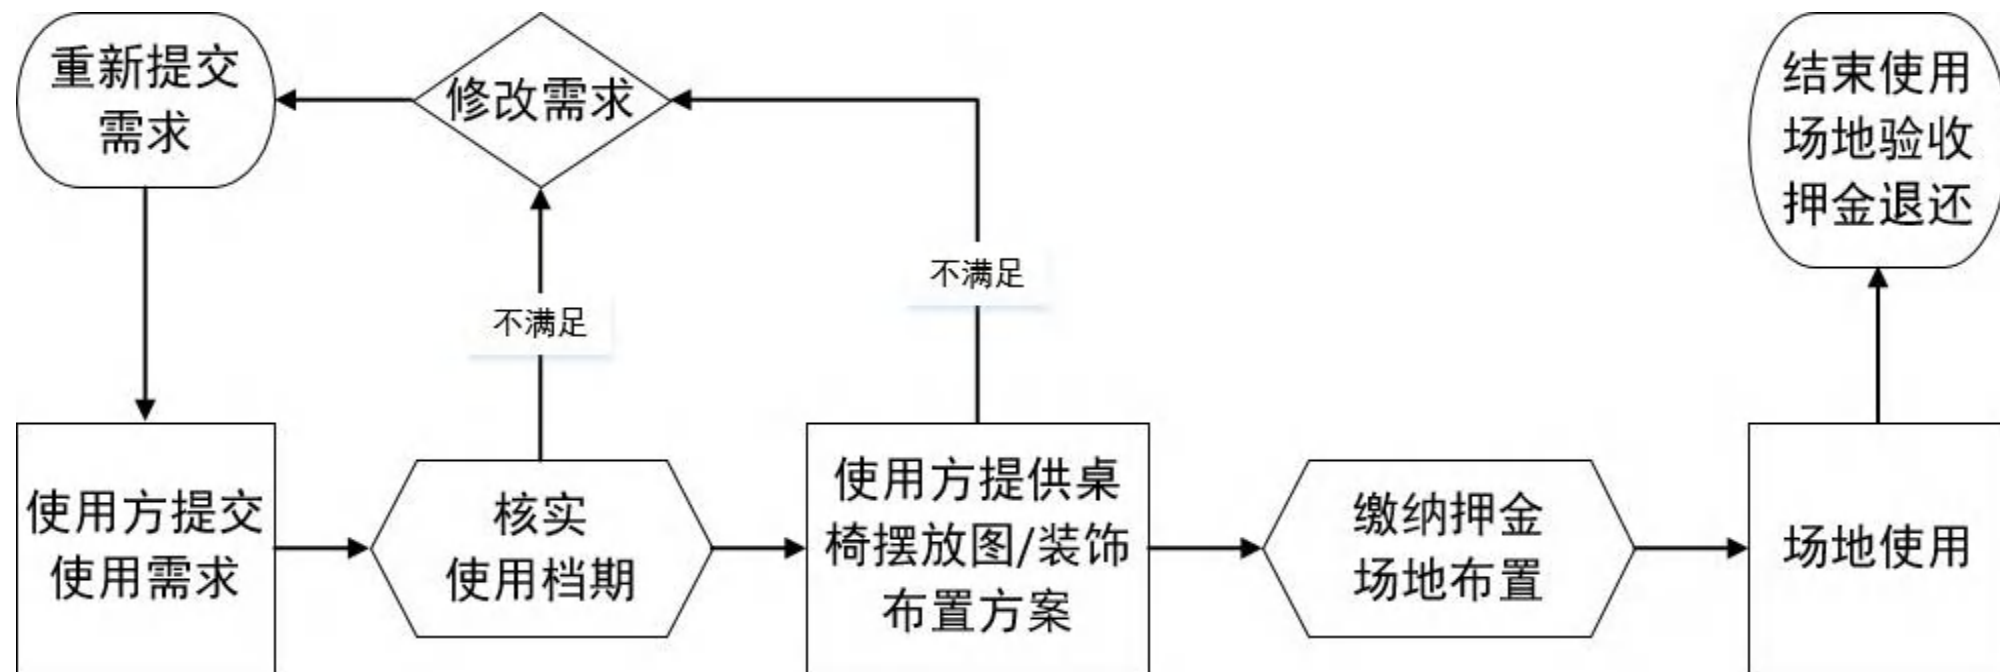 重新提交
需求
修改需求
结束使用
场地验收
押金退还
不满足
不满足
使用方提交
使用需求
核实
使用档期
使用方提供桌
椅摆放图/装饰
布置方案
缴纳押金
场地布置
场地使用